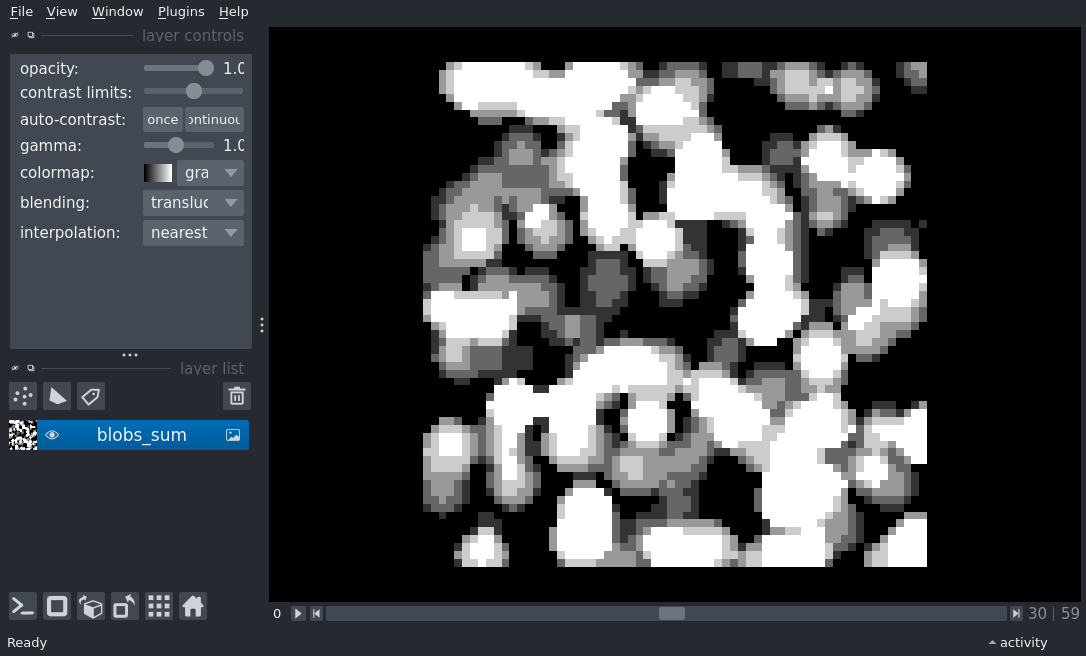 File View Window Plugins Help
layer controls
opacity: 1.0
contrast limits:
auto-contrast: once ontinuou
gamma: 1.0
colormap: gra
blending: transluc
interpolation: nearest
layer list
blobs_sum
0 30 | 59
Ready activity